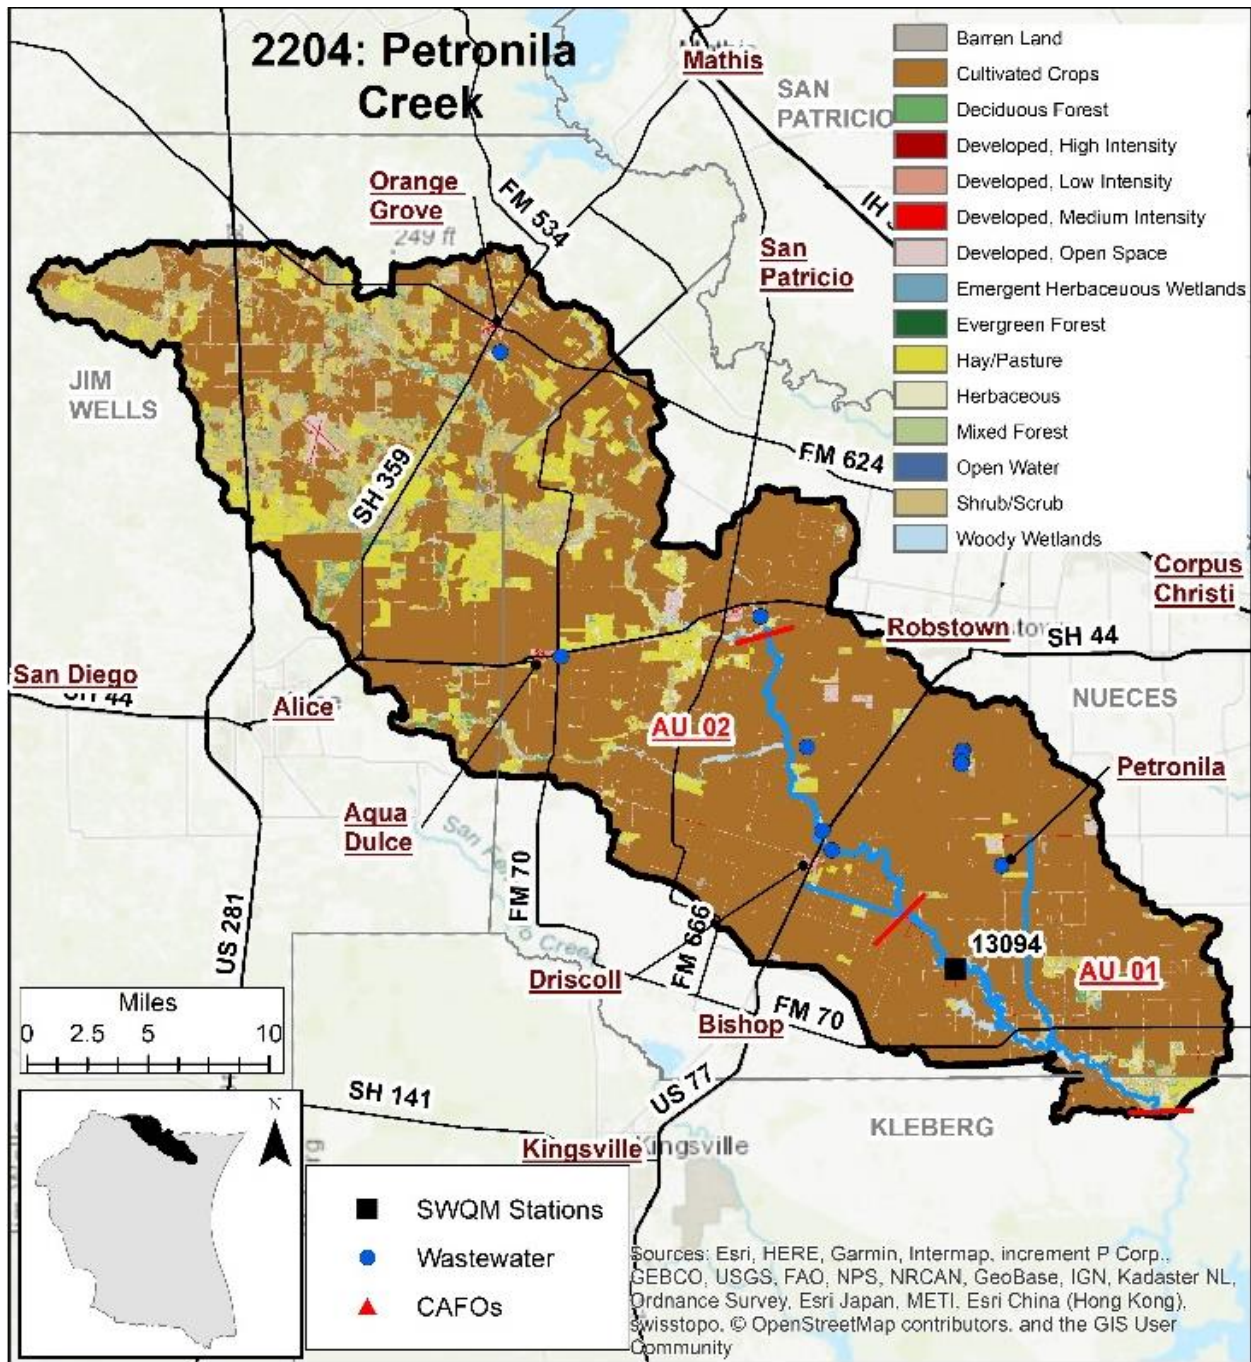 2204: Petronila
Creek
Mathis
SAN
PATRICIO
Orange
Grove
249 ft
FM 534
IH
San
Patricio
Barren Land
Cultivated Crops
Deciduous Forest
Developed, High Intensity
Developed, Low Intensity
Developed, Medium Intensity
Developed, Open Space
Emergent Herbaceuous Wetlands
Evergreen Forest
Hay/Pasture
Herbaceous
Mixed Forest
Open Water
Shrub/Scrub
Woody Wetlands
JIM
WELLS
SH 359
FM 624
Corpus
Christi
Robstown
SH 44
San Diego
SH 44
Alice
AU_02
NUECES
Petronila
Aqua
Dulce
FM 70
US 281
FM 666
13094
AU_01
Driscoll
Bishop
FM 70
Miles
0 2.5 5 10
SH 141
US 77
KLEBERG
Kingsville
Kingsville
N
SWQM Stations
Wastewater
CAFOs
Sources: Esri, HERE, Garmin, Intermap, increment P Corp.,
GEBCO, USGS, FAO, NPS, NRCAN, GeoBase, IGN, Kadaster NL,
Ordnance Survey, Esri Japan, METI, Esri China (Hong Kong),
swisstopo, © OpenStreetMap contributors, and the GIS User
Community